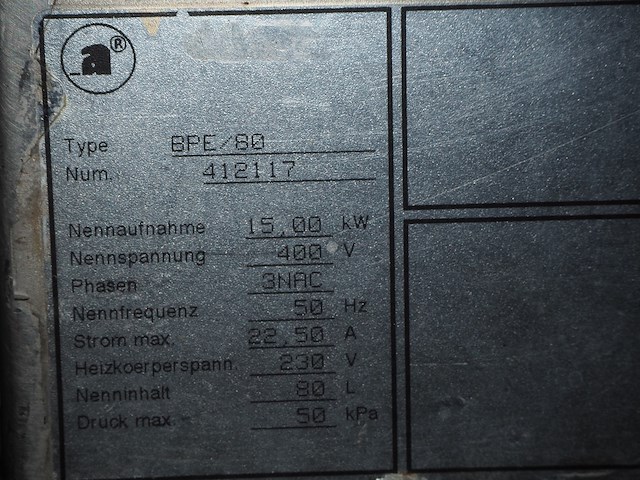 a®
Type BPE/80
Num. 412117
Nennaufnahme 15,00 kW
Nennspannung 400 V
Phasen 3NAC
Nennfrequenz 50 Hz
Strom max. 22,50 A
Heizkoerperspann. 230 V
Nenninhalt 80 L
Druck max 50 kPa